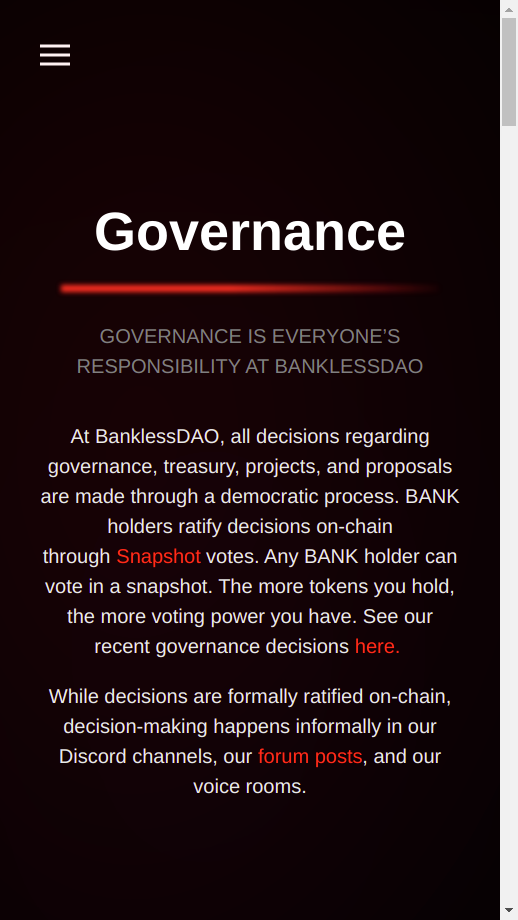 Governance
GOVERNANCE IS EVERYONE’S
RESPONSIBILITY AT BANKLESSDAO
At BanklessDAO, all decisions regarding
governance, treasury, projects, and proposals
are made through a democratic process. BANK
holders ratify decisions on-chain
through Snapshot votes. Any BANK holder can
vote in a snapshot. The more tokens you hold,
the more voting power you have. See our
recent governance decisions here.
While decisions are formally ratified on-chain,
decision-making happens informally in our
Discord channels, our forum posts, and our
voice rooms.